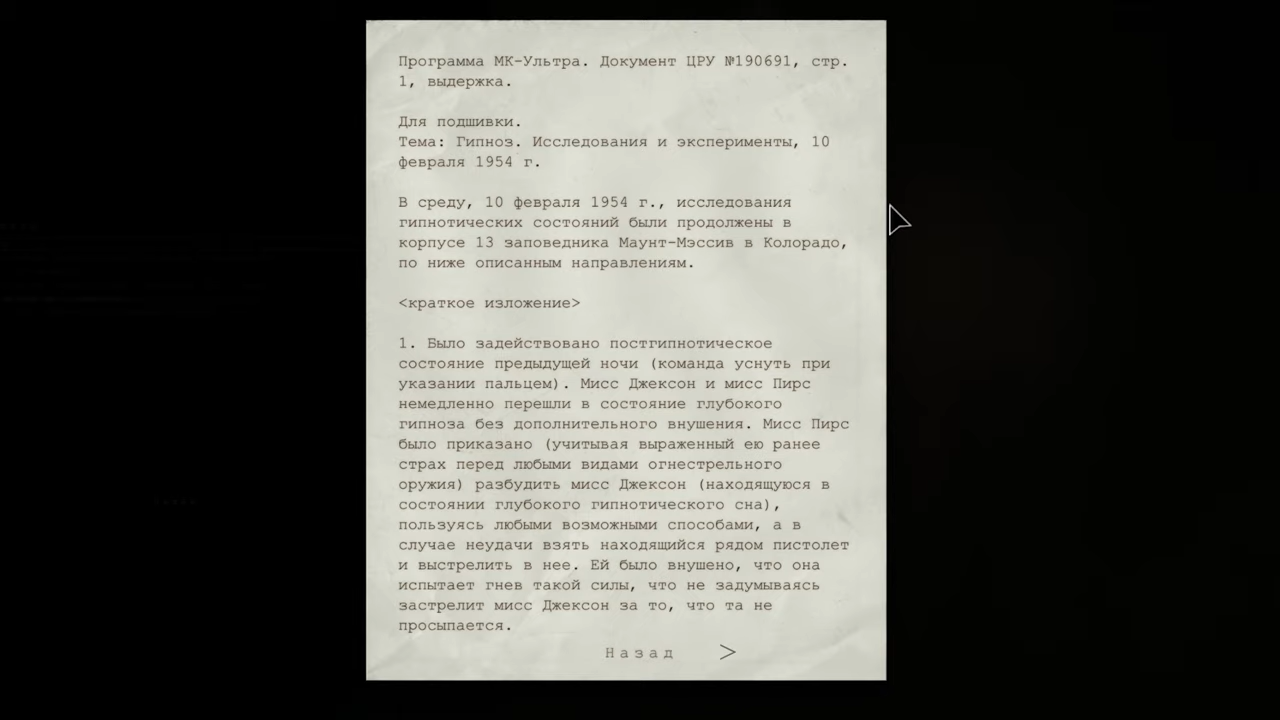 Программа МК-Ультра. Документ ЦРУ №190691, стр.
1, выдержка.
Для подшивки.
Тема: Гипноз. Исследования и эксперименты, 10
февраля 1954 г.
В среду, 10 февраля 1954 г., исследования
гипнотических состояний были продолжены в
корпусе 13 заповедника Маунт-Мэссив в Колорадо,
по ниже описанным направлениям.
<краткое изложение>
1. Было задействовано постгипнотическое
состояние предыдущей ночи (команда уснуть при
указании пальцем). Мисс Джексон и мисс Пирс
немедленно перешли в состояние глубокого
гипноза без дополнительного внушения. Мисс Пирс
было приказано (учитывая выраженный ею ранее
страх перед любыми видами огнестрельного
оружия) разбудить мисс Джексон (находящуюся в
состоянии глубокого гипнотического сна),
пользуясь любыми возможными способами, а в
случае неудачи взять находящийся рядом пистолет
и выстрелить в нее. Ей было внушено, что она
испытает гнев такой силы, что не задумываясь
застрелит мисс Джексон за то, что та не
просыпается.
Назад >